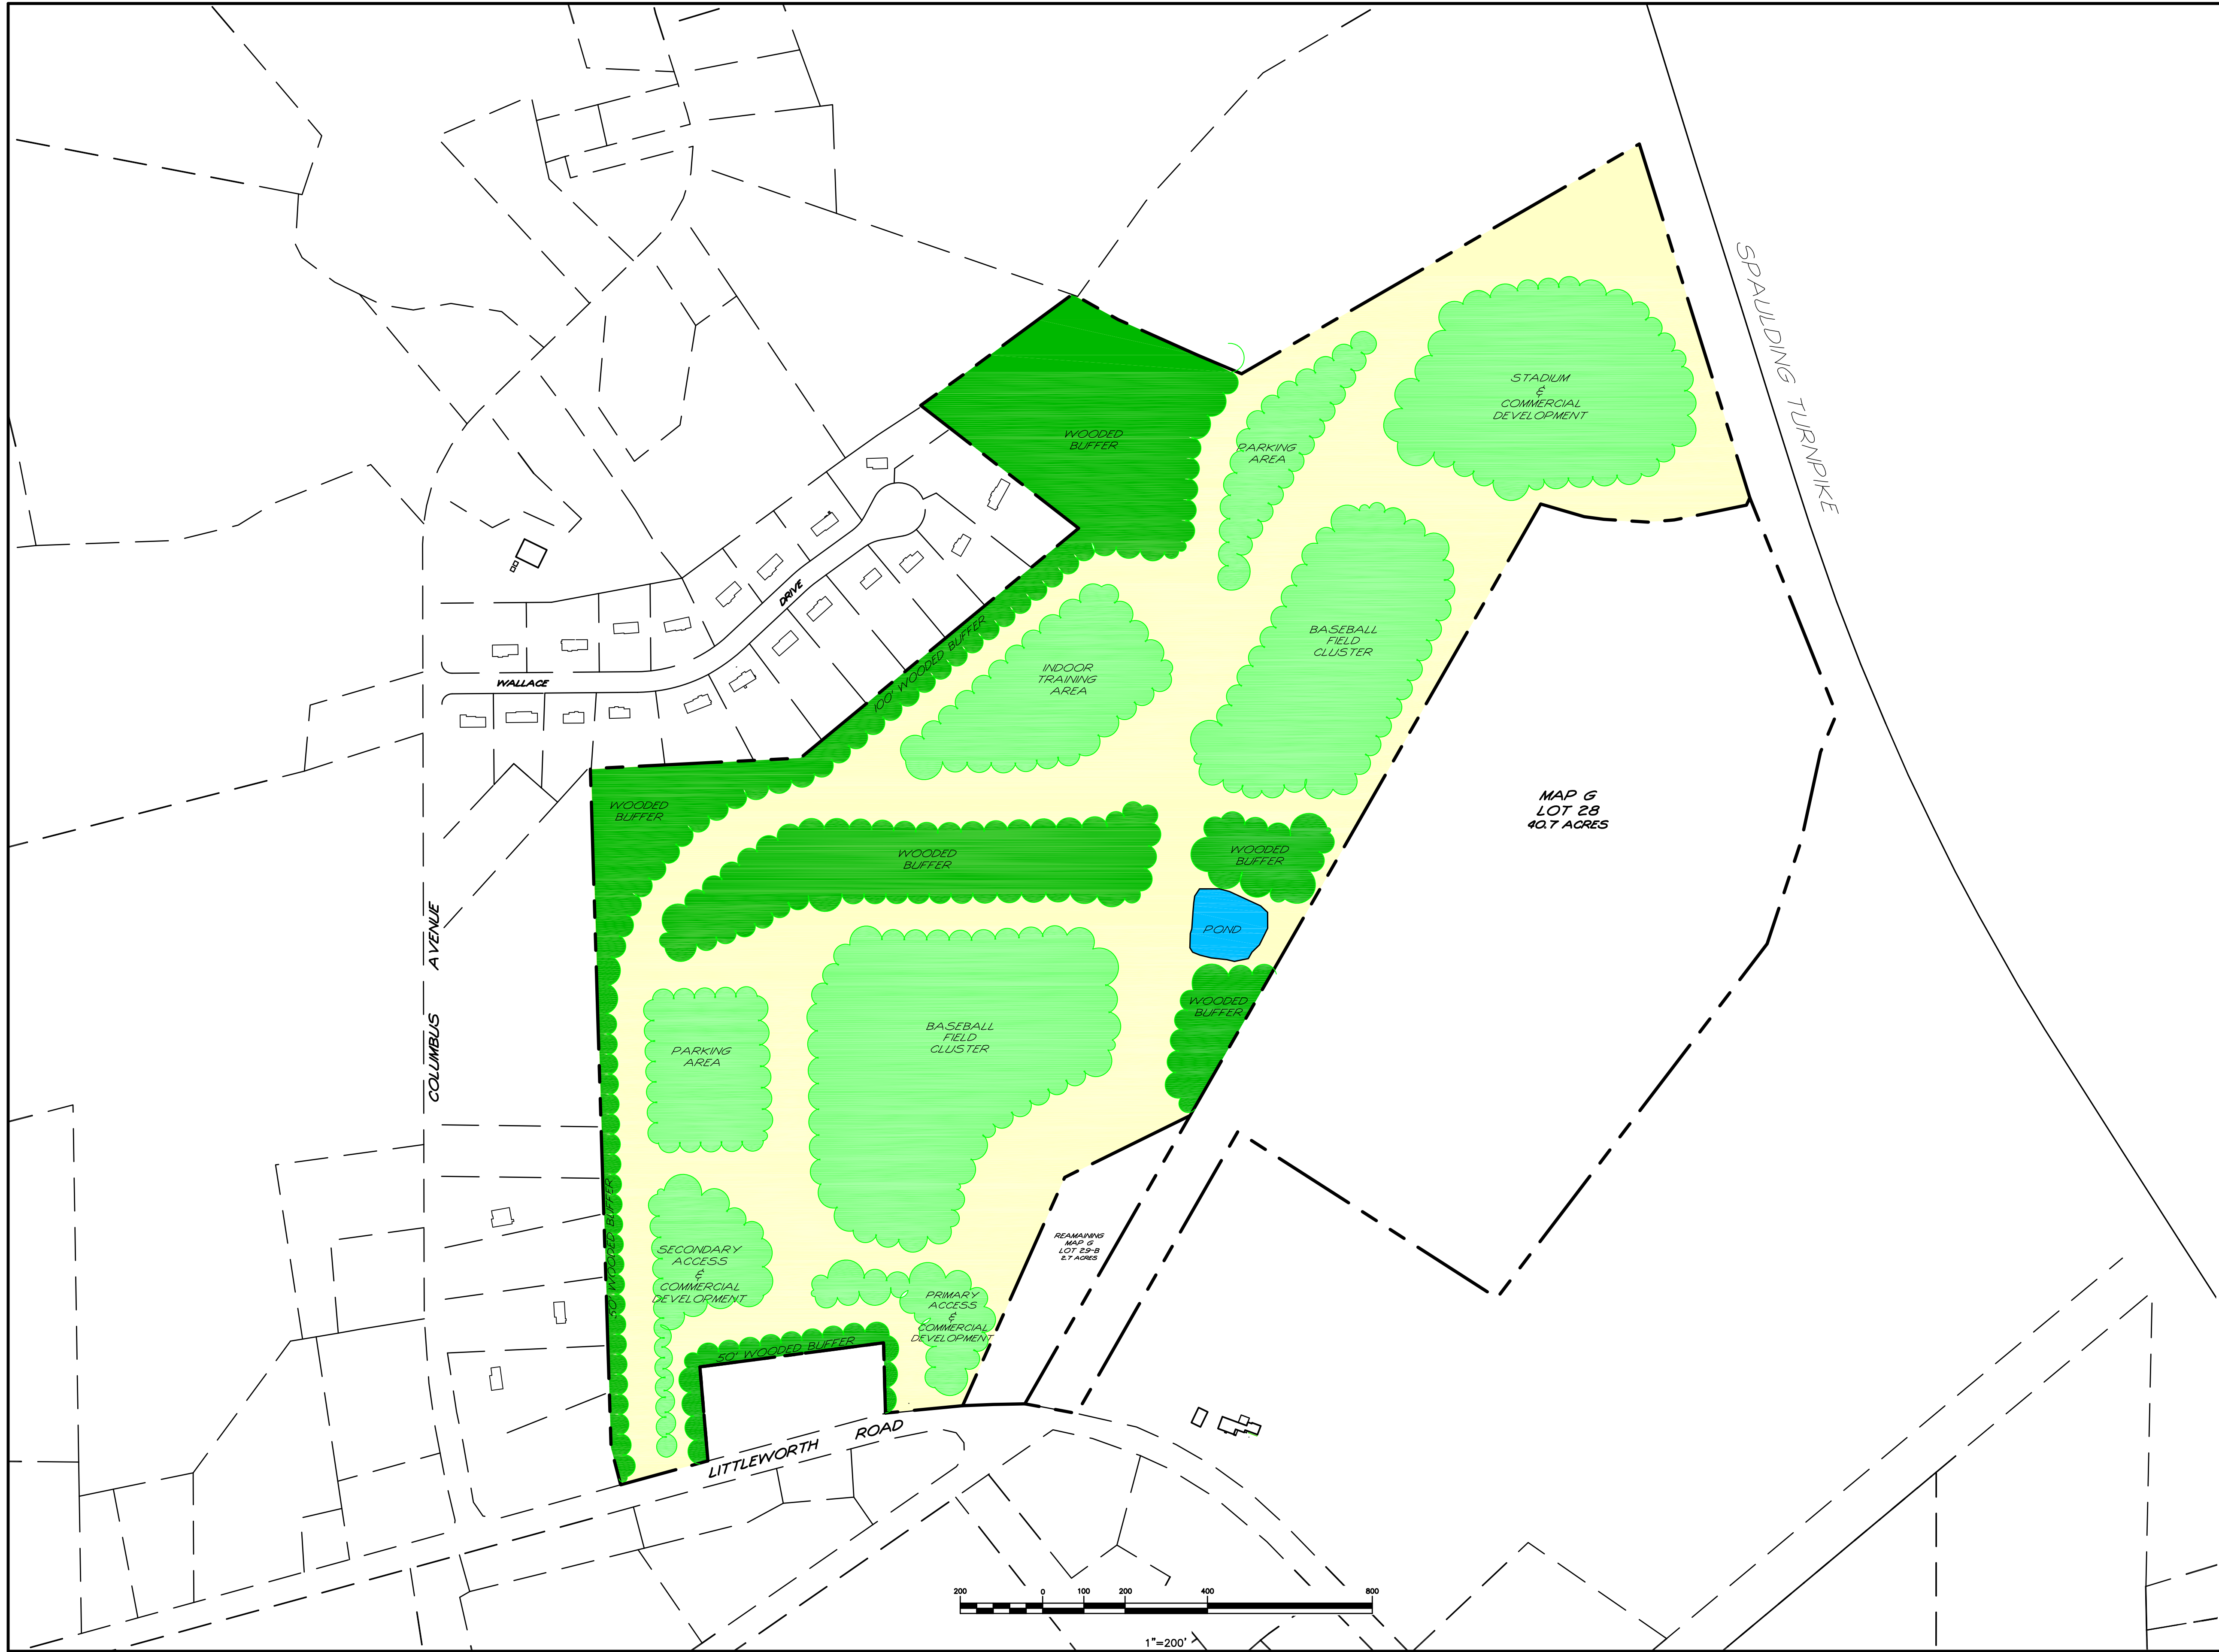 SPAULDING TURNPIKE
STADIUM
&
COMMERCIAL
DEVELOPMENT
WOODED
BUFFER
PARKING
AREA
DRIVE
WALLACE
100' WOODED BUFFER
BASEBALL
FIELD
CLUSTER
INDOOR
TRAINING
AREA
WOODED
BUFFER
MAP G
LOT 28
40.7 ACRES
WOODED
BUFFER
WOODED
BUFFER
POND
COLUMBUS AVENUE
WOODED
BUFFER
BASEBALL
FIELD
CLUSTER
PARKING
AREA
50' WOODED BUFFER
SECONDARY
ACCESS
&
COMMERCIAL
DEVELOPMENT
REAMAINING
MAP G
LOT 29-B
2.7 ACRES
PRIMARY
ACCESS
&
COMMERCIAL
DEVELOPMENT
50' WOODED BUFFER
LITTLEWORTH ROAD
200 0 100 200 400 800
1"=200'